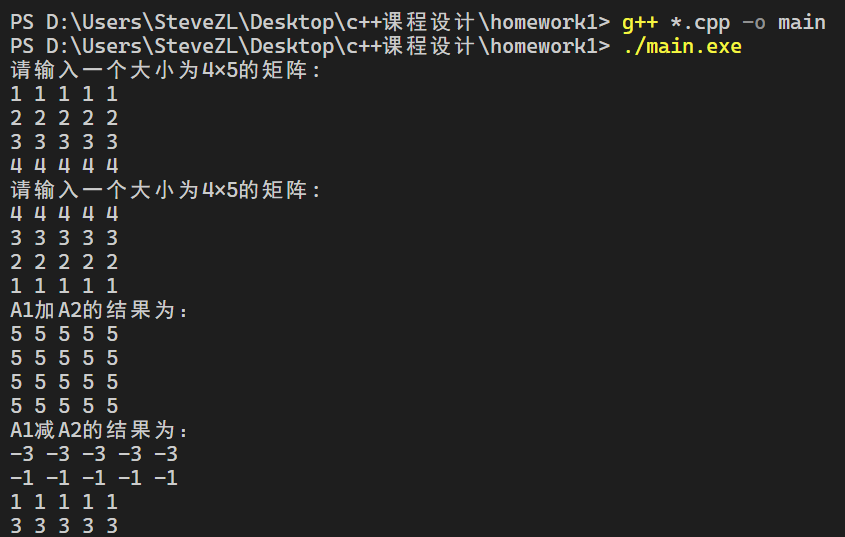 PS D:\Users\SteveZL\Desktop\c++课程设计\homework1> g++ *.cpp -o main
PS D:\Users\SteveZL\Desktop\c++课程设计\homework1> ./main.exe
请输入一个大小为4×5的矩阵：
1 1 1 1 1
2 2 2 2 2
3 3 3 3 3
4 4 4 4 4
请输入一个大小为4×5的矩阵：
4 4 4 4 4
3 3 3 3 3
2 2 2 2 2
1 1 1 1 1
A1加A2的结果为：
5 5 5 5 5
5 5 5 5 5
5 5 5 5 5
5 5 5 5 5
A1减A2的结果为：
-3 -3 -3 -3 -3
-1 -1 -1 -1 -1
1 1 1 1 1
3 3 3 3 3